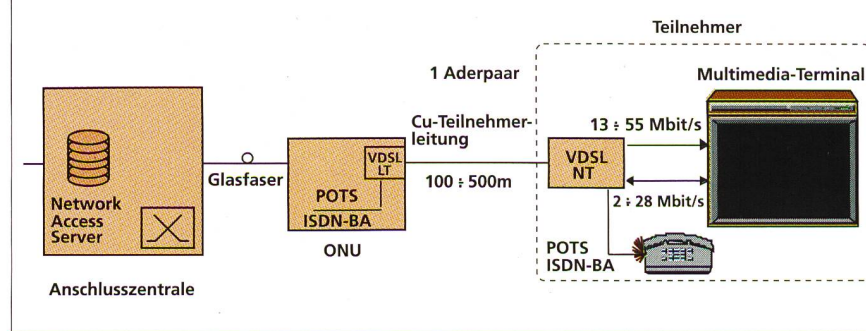 Teilnehmer
1 Aderpaar
Multimedia-Terminal
Cu-Teilnehmer-
leitung
13 ÷ 55 Mbit/s
VDSL
LT
VDSL
NT
Glasfaser
100 ÷ 500m
POTS
ISDN-BA
2 ÷ 28 Mbit/s
Network
Access
Server
ONU
POTS
ISDN-BA
Anschlusszentrale